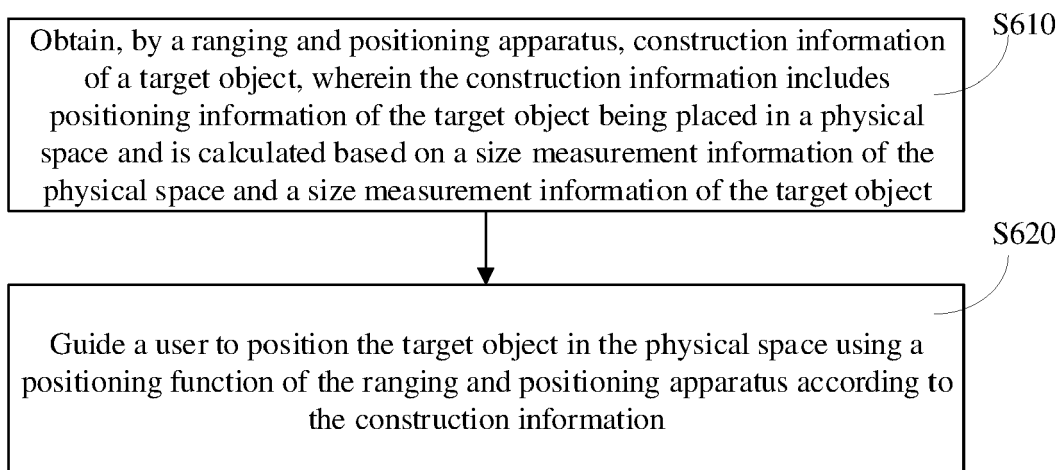 S610
Obtain, by a ranging and positioning apparatus, construction information
of a target object, wherein the construction information includes
positioning information of the target object being placed in a physical
space and is calculated based on a size measurement information of the
physical space and a size measurement information of the target object
S620
Guide a user to position the target object in the physical space using a
positioning function of the ranging and positioning apparatus according to
the construction information